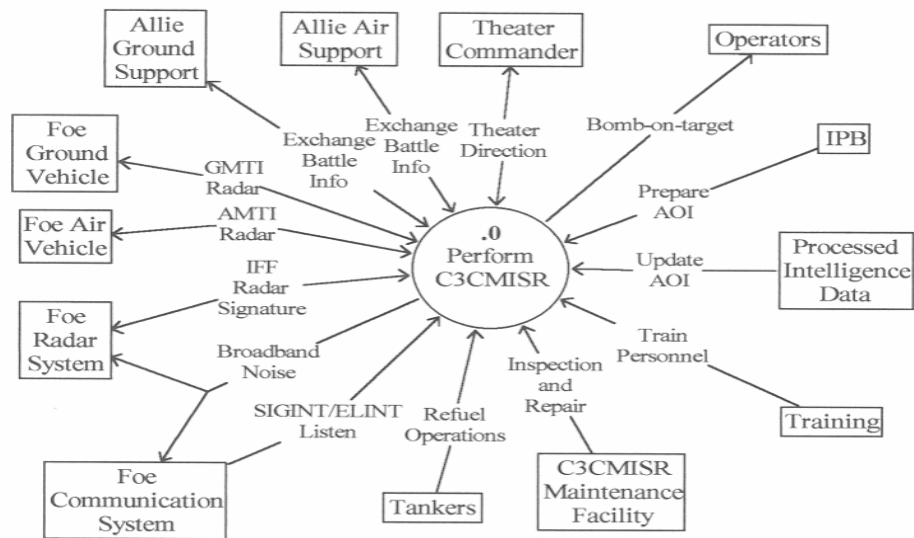 Allie
Ground
Support
Allie Air
Support
Theater
Commander
Operators
Foe
Ground
Vehicle
GMTI
Radar
Exchange
Battle
Info
Exchange
Battle
Info
Theater
Direction
Bomb-on-target
IPB
Prepare
AOI
Foe Air
Vehicle
AMTI
Radar
.0
Perform
C3CMISR
Update
AOI
Processed
Intelligence
Data
IFF
Radar
Signature
Foe
Radar
System
Broadband
Noise
Train
Personnel
Training
SIGINT/ELINT
Listen
Refuel
Operations
Inspection
and
Repair
Foe
Communication
System
Tankers
C3CMISR
Maintenance
Facility